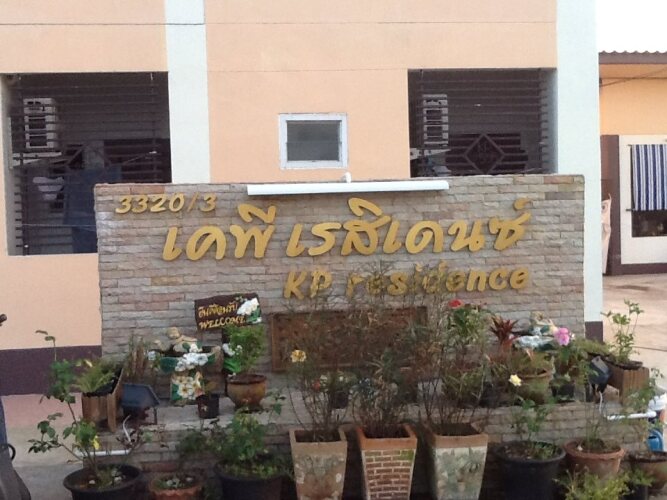 3320/3
เคพี เรสิเดนซ์
KP residence
ยินดีต้อนรับ
WELCOME